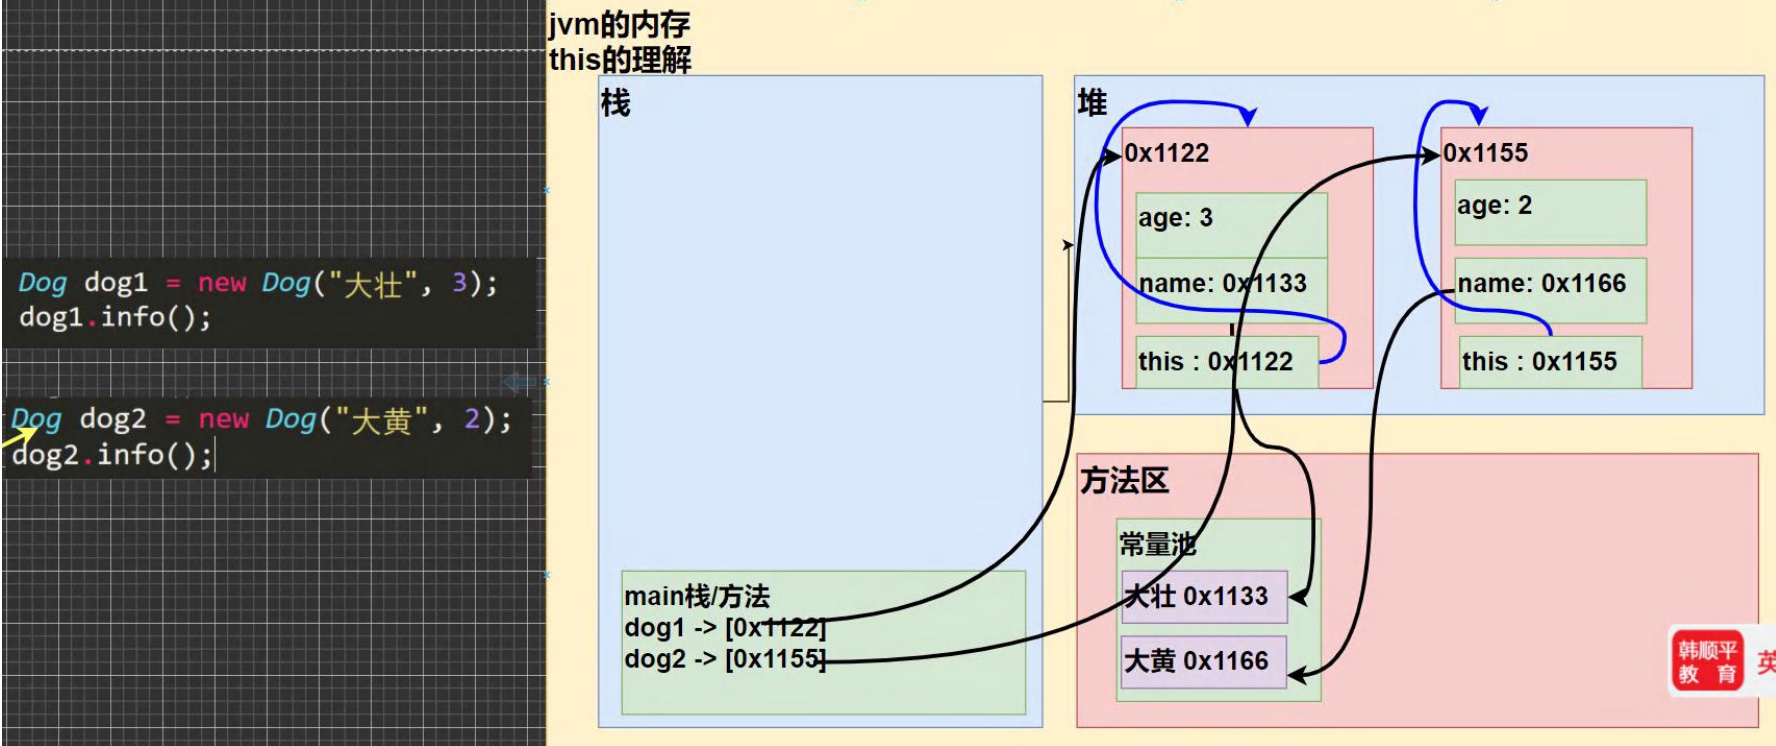 jvm的内存
this的理解
Dog dog1 = new Dog("大壮", 3);
dog1.info();
Dog dog2 = new Dog("大黄", 2);
dog2.info();
栈
main栈/方法
dog1 -> [0x1122]
dog2 -> [0x1155]
堆
0x1122
age: 3
name: 0x1133
this : 0x1122
0x1155
age: 2
name: 0x1166
this : 0x1155
方法区
常量池
大壮 0x1133
大黄 0x1166
韩顺平
教 育
英